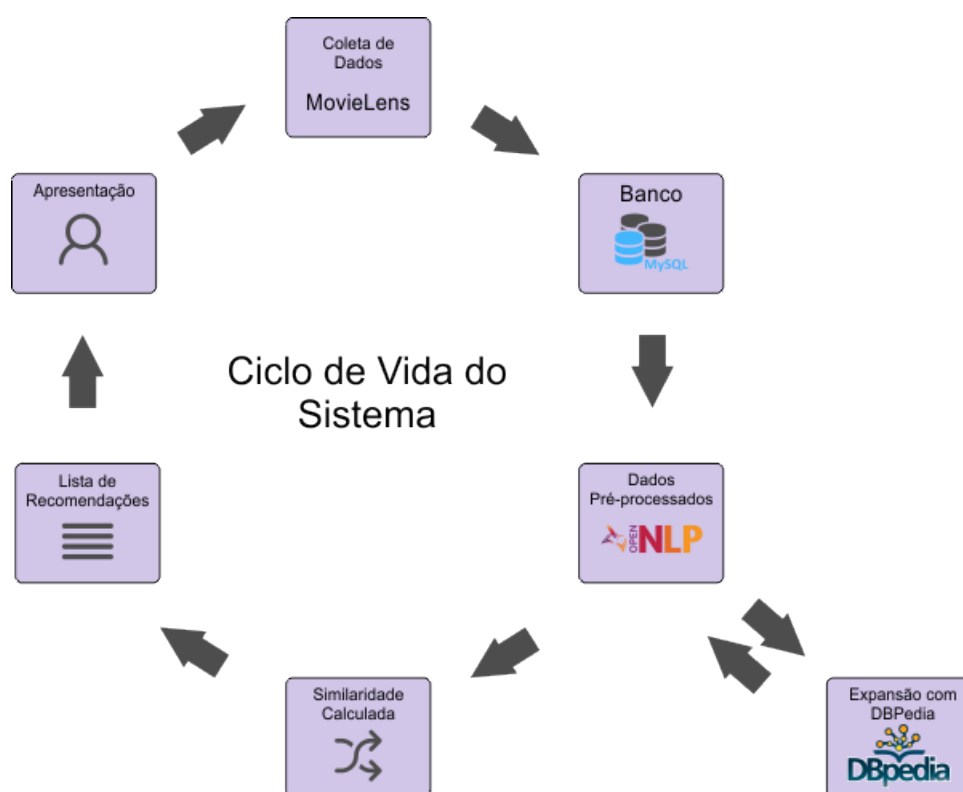 Coleta de
Dados
MovieLens
Apresentação
Banco
MySQL
Ciclo de Vida do
Sistema
Lista de
Recomendações
Dados
Pré-processados
OPEN
NLP
Similaridade
Calculada
Expansão com
DBPedia
DBpedia